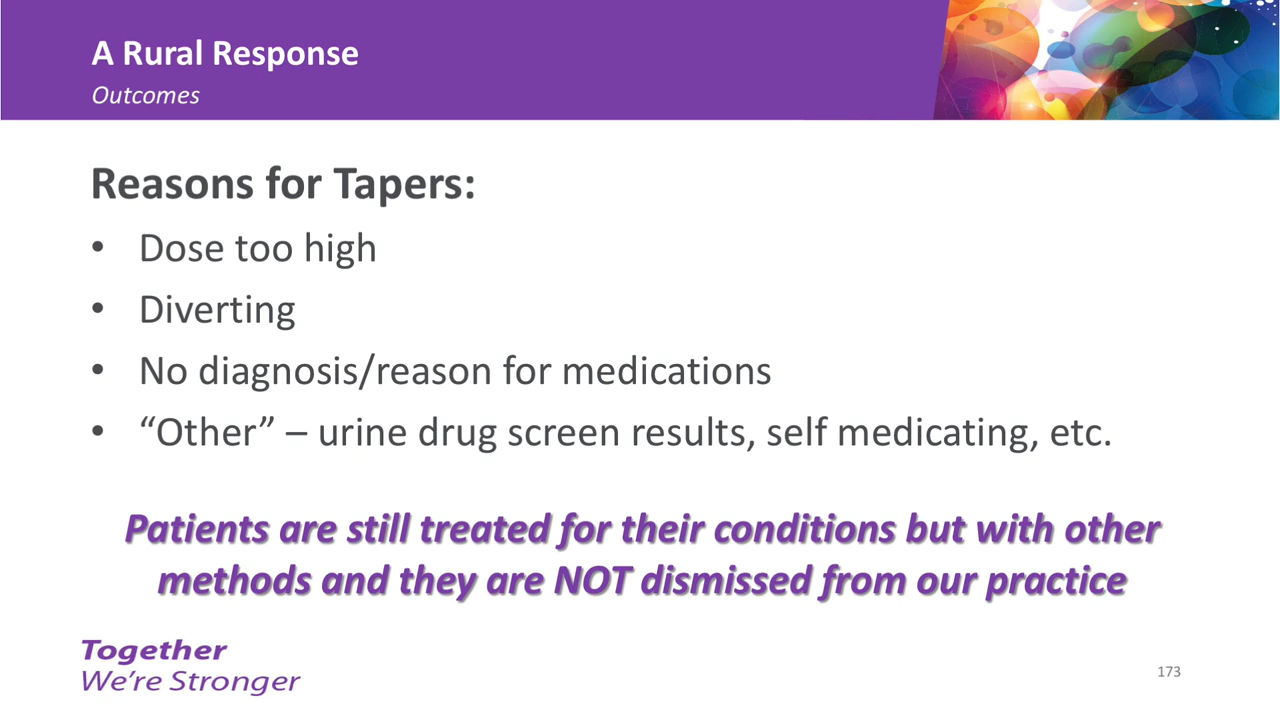 A Rural Response
Outcomes
Reasons for Tapers:
• Dose too high
• Diverting
• No diagnosis/reason for medications
• “Other” – urine drug screen results, self medicating, etc.
Patients are still treated for their conditions but with other
methods and they are NOT dismissed from our practice
Together
We’re Stronger
173